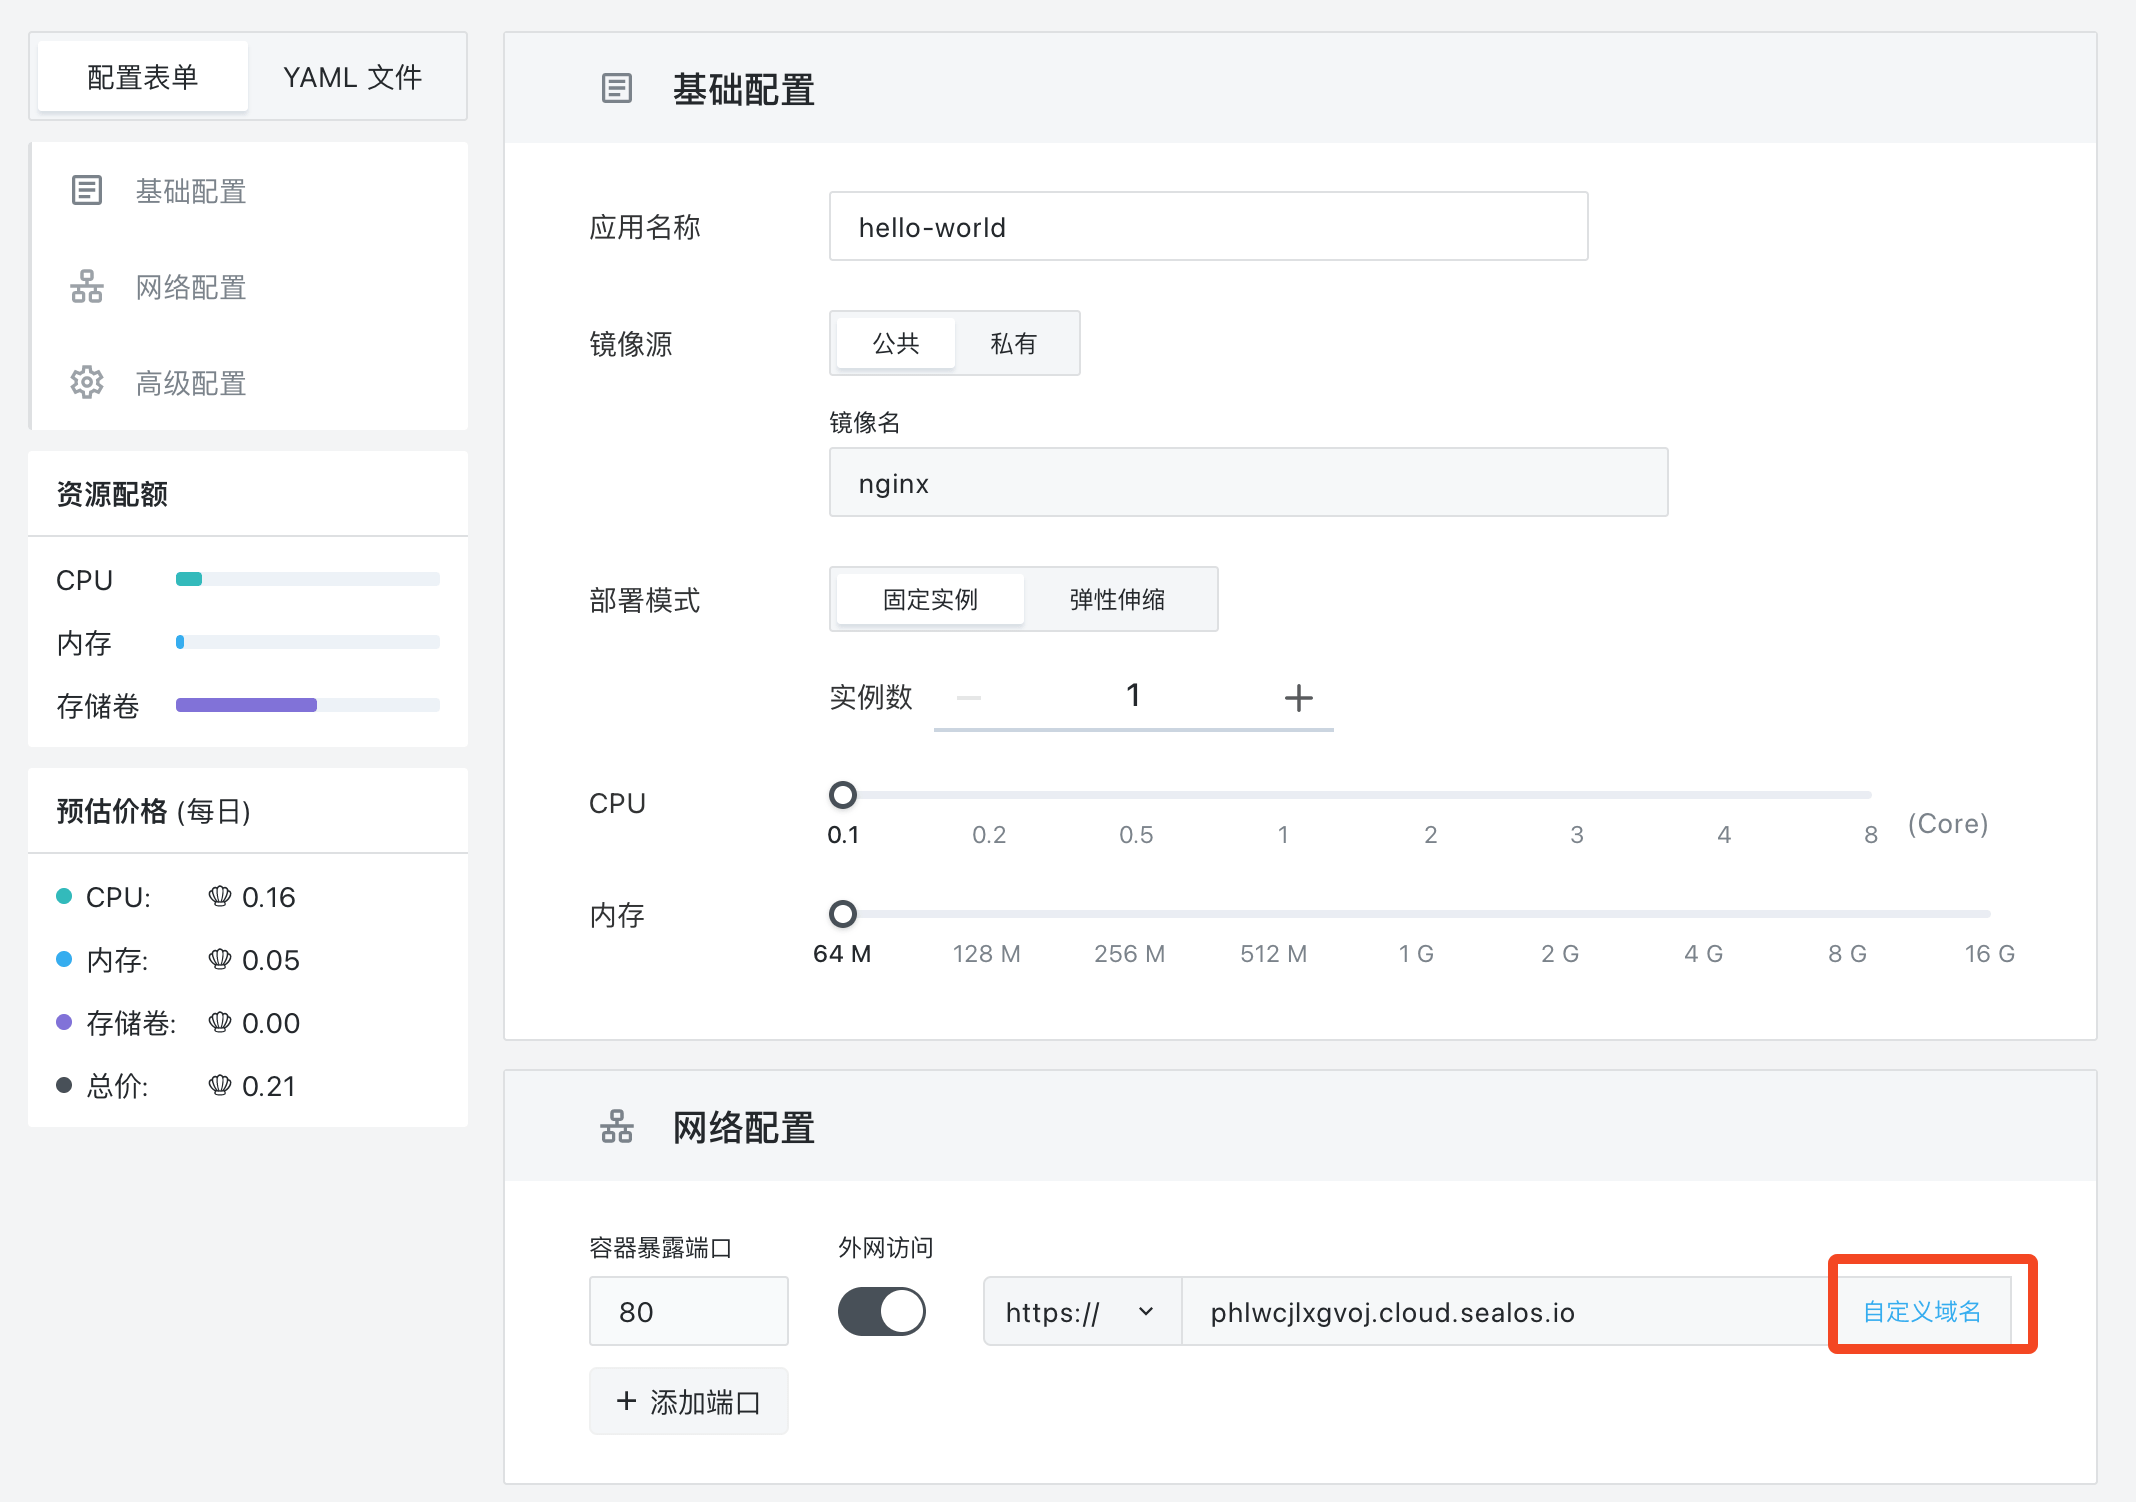 配置表单
YAML 文件
基础配置
网络配置
高级配置
资源配额
CPU
内存
存储卷
预估价格 (每日)
CPU: 0.16
内存: 0.05
存储卷: 0.00
总价: 0.21
基础配置
应用名称
hello-world
镜像源
公共
私有
镜像名
nginx
部署模式
固定实例
弹性伸缩
实例数
1
CPU
0.1 0.2 0.5 1 2 3 4 8 (Core)
内存
64 M 128 M 256 M 512 M 1 G 2 G 4 G 8 G 16 G
网络配置
容器暴露端口
外网访问
80
https://
phlwcjlxgvoj.cloud.sealos.io
自定义域名
+ 添加端口